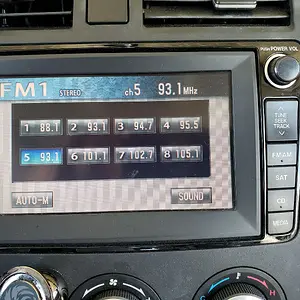 PUSH POWER VOL
FM1 STEREO ch5 93.1 MHz
1 88.1 2 93.1 3 94.7 4 95.5
5 93.1 6 101.1 7 102.7 8 105.1
AUTO-M SOUND
TUNE
SEEK
TRACK
FM/AM
SAT
CD
MEDIA
H